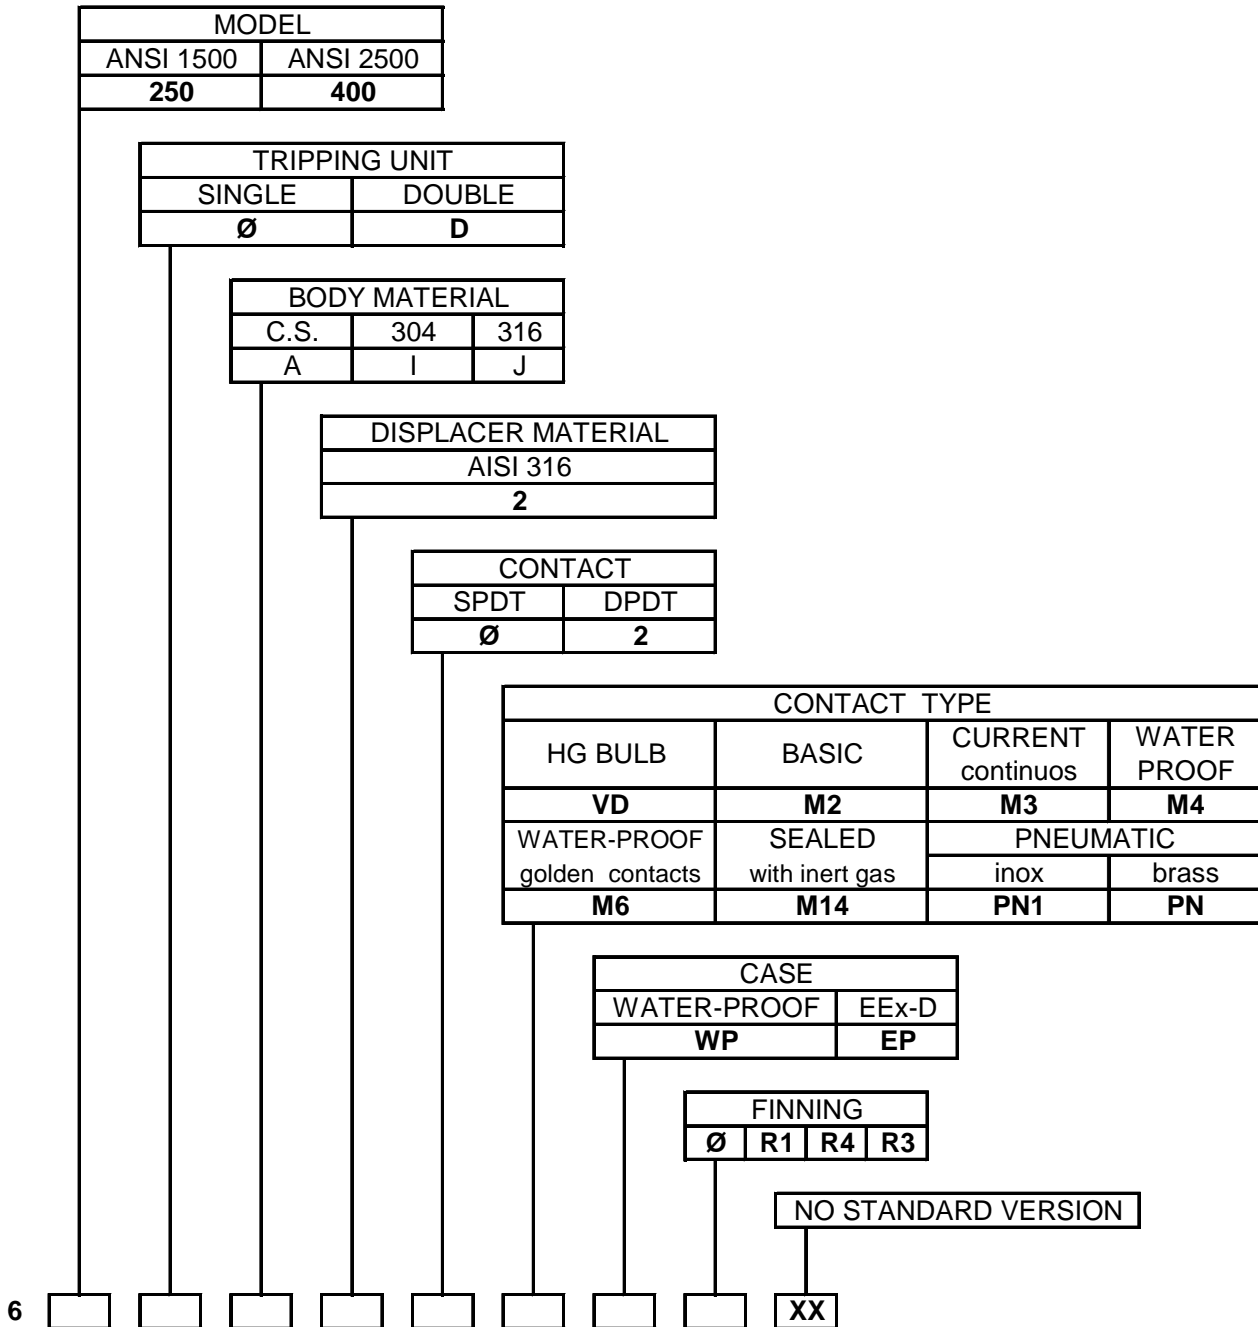 MODEL
ANSI 1500 ANSI 2500
250 400
TRIPPING UNIT
SINGLE DOUBLE
Ø D
BODY MATERIAL
C.S. 304 316
A I J
DISPLACER MATERIAL
AISI 316
2
CONTACT
SPDT DPDT
Ø 2
CONTACT TYPE
HG BULB BASIC CURRENT continuos WATER PROOF
VD M2 M3 M4
WATER-PROOF golden contacts SEALED with inert gas PNEUMATIC
inox brass
M6 M14 PN1 PN
CASE
WATER-PROOF EEx-D
WP EP
FINNING
Ø R1 R4 R3
NO STANDARD VERSION
6 XX